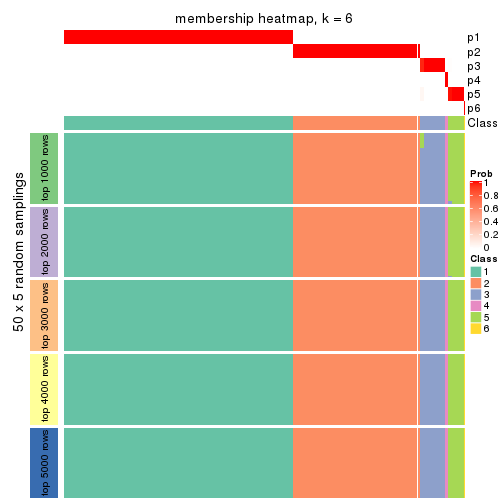 membership heatmap, k = 6
p1
p2
p3
p4
p5
p6
Class
50 x 5 random samplings
top 1000 rows
top 2000 rows
top 3000 rows
top 4000 rows
top 5000 rows
Prob
1
0.8
0.6
0.4
0.2
0
Class
1
2
3
4
5
6